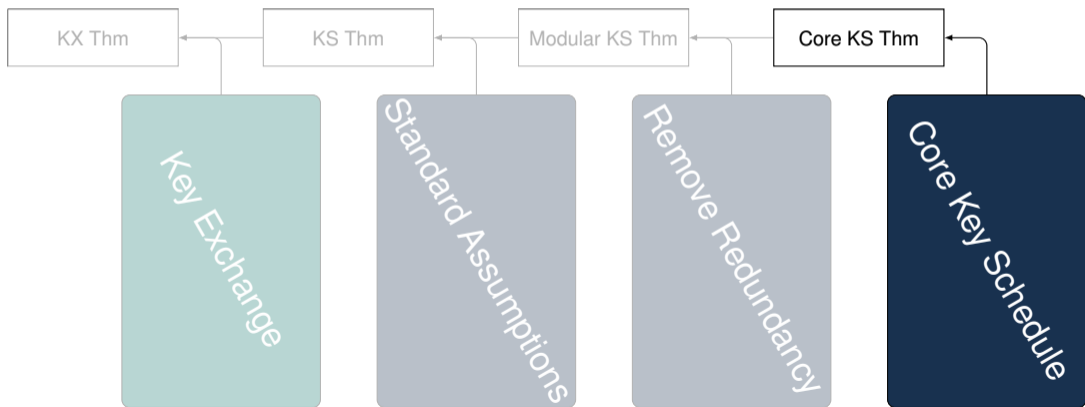 KX Thm
KS Thm
Modular KS Thm
Core KS Thm
Key Exchange
Standard Assumptions
Remove Redundancy
Core Key Schedule